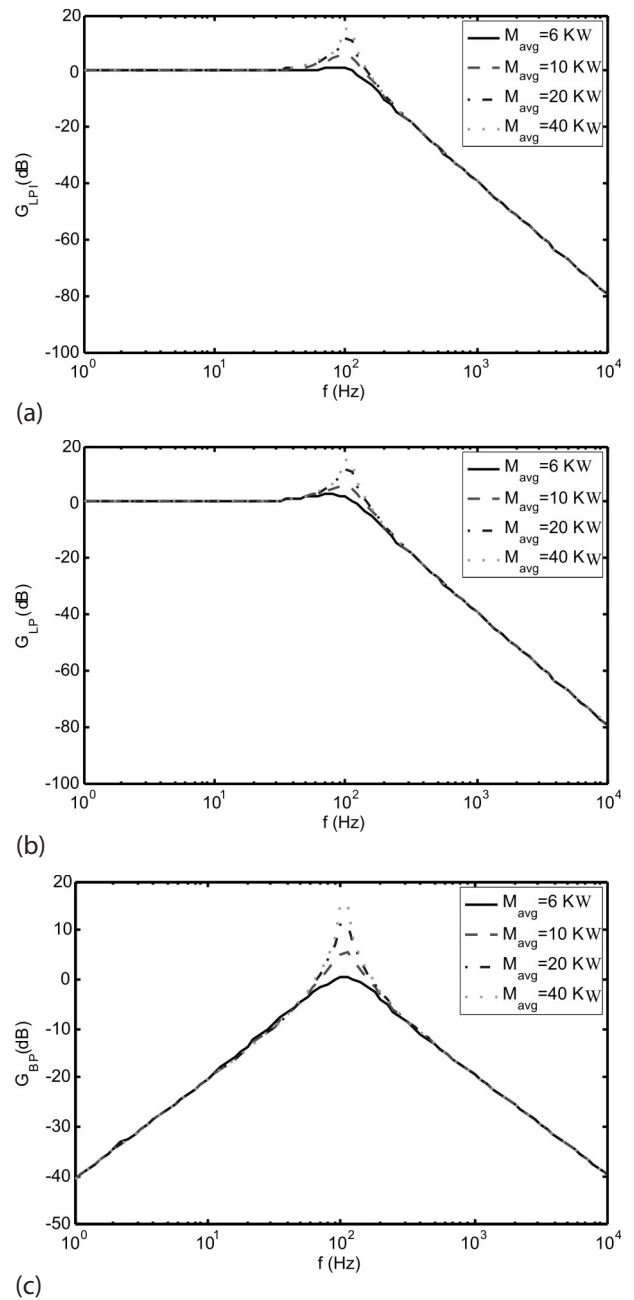 20
0
-20
-40
-60
-80
-100
G_LPI(dB)
10^0 10^1 10^2 10^3 10^4
f (Hz)
M_avg=6 KW
M_avg=10 KW
M_avg=20 KW
M_avg=40 KW
(a)
20
0
-20
-40
-60
-80
-100
G_LP(dB)
10^0 10^1 10^2 10^3 10^4
f (Hz)
M_avg=6 KW
M_avg=10 KW
M_avg=20 KW
M_avg=40 KW
(b)
20
10
0
-10
-20
-30
-40
-50
G_BP(dB)
10^0 10^1 10^2 10^3 10^4
f (Hz)
M_avg=6 KW
M_avg=10 KW
M_avg=20 KW
M_avg=40 KW
(c)